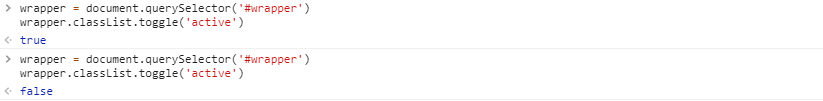 > wrapper = document.querySelector('#wrapper')
wrapper.classList.toggle('active')
<· true
> wrapper = document.querySelector('#wrapper')
wrapper.classList.toggle('active')
<· false